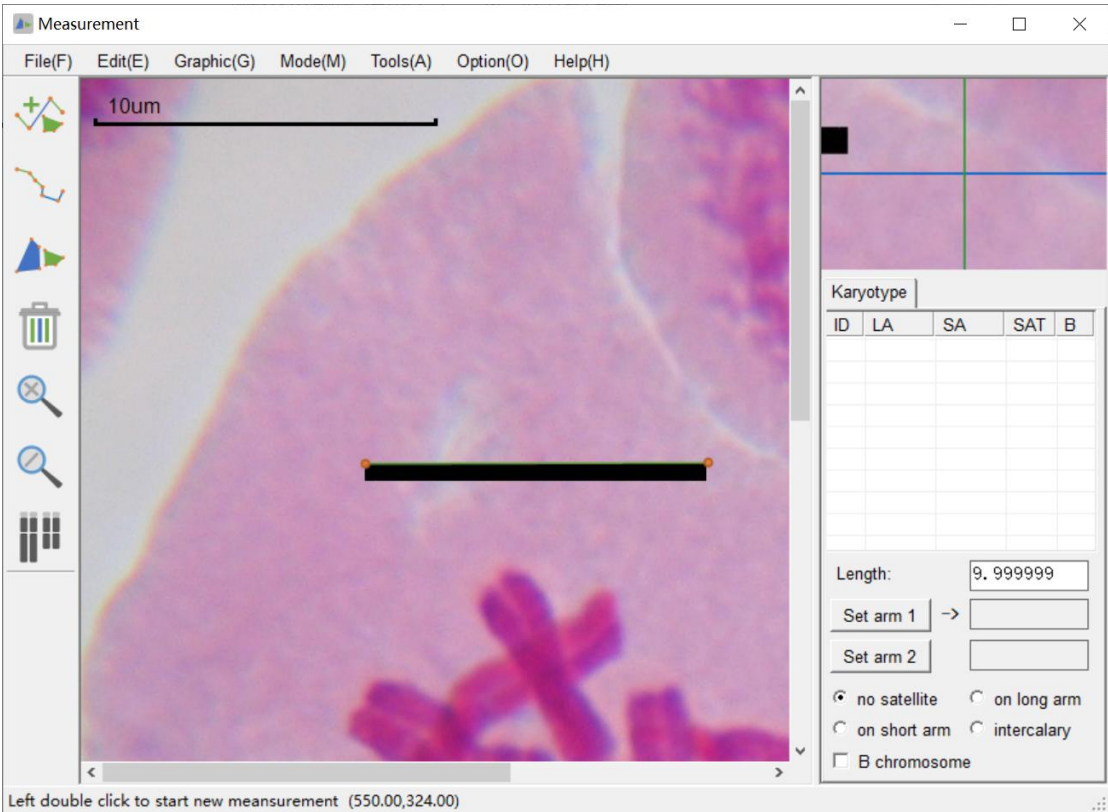 Measurement
File(F) Edit(E) Graphic(G) Mode(M) Tools(A) Option(O) Help(H)
10um
Karyotype
ID LA SA SAT B
Length: 9.999999
Set arm 1 ->
Set arm 2
no satellite on long arm
on short arm intercalary
B chromosome
Left double click to start new meansurement (550.00,324.00)